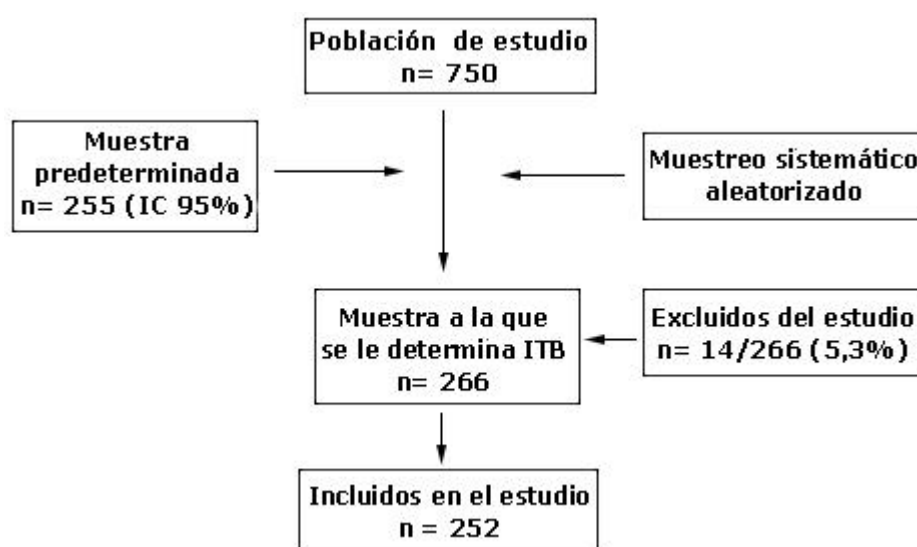 Población de estudio
n= 750
Muestra
predeterminada
n= 255 (IC 95%)
Muestreo sistemático
aleatorizado
Muestra a la que
se le determina ITB
n= 266
Excluidos del estudio
n= 14/266 (5,3%)
Incluidos en el estudio
n = 252